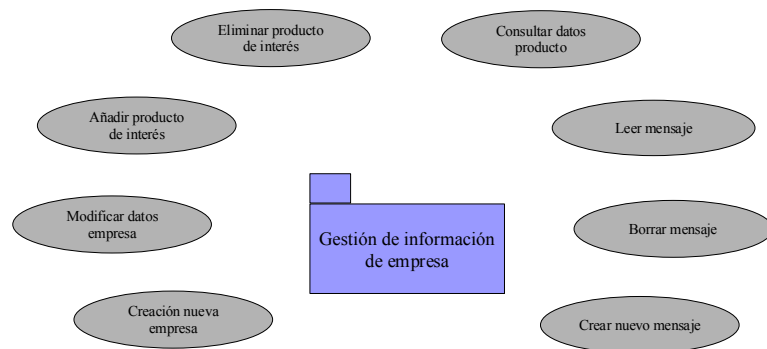 Eliminar producto
de interés
Consultar datos
producto
Añadir producto
de interés
Leer mensaje
Modificar datos
empresa
Gestión de información
de empresa
Borrar mensaje
Creación nueva
empresa
Crear nuevo mensaje